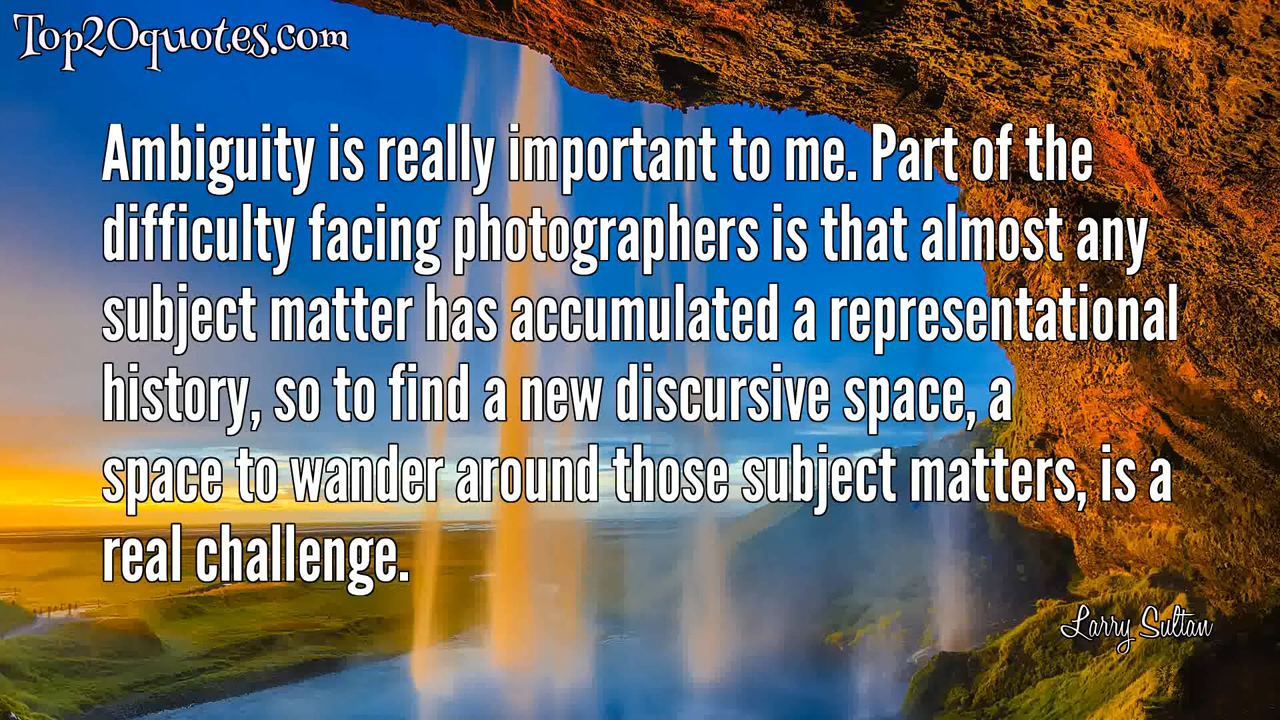 Top20quotes.com
Ambiguity is really important to me. Part of the
difficulty facing photographers is that almost any
subject matter has accumulated a representational
history, so to find a new discursive space, a
space to wander around those subject matters, is a
real challenge.
Larry Sultan